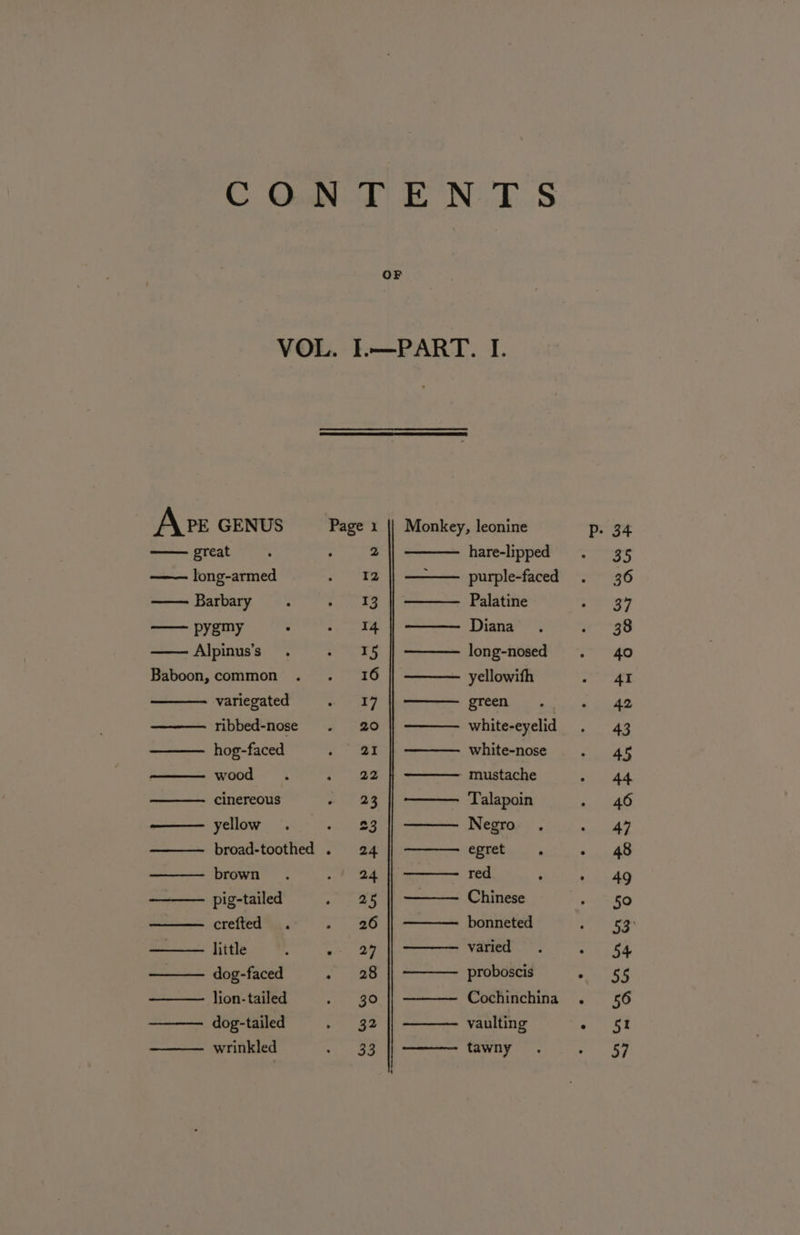 CONTENTS
OF
VOL. I.—PART. I.
APE GENUS Page 1
—— great . . 2
—— long-armed . 12
—— Barbary . . 13
—— pygmy . . 14
—— Alpinus's . . 15
Baboon, common . . 16
—— variegated . 17
—— ribbed-nose . 20
—— hog-faced . 21
—— wood . . 22
—— cinereous . 23
—— yellow . . 23
—— broad-toothed . 24
—— brown . . 24
—— pig-tailed . 25
—— creſted . . 26
—— little . . 27
—— dog-faced . 28
—— lion-tailed . 30
—— dog-tailed . 32
—— wrinkled . 33
Monkey, leonine p. 34
—— hare-lipped . 35
—— purple-faced . 36
—— Palatine . 37
—— Diana . . 38
—— long-nosed . 40
—— yellowiſh . 41
—— green . . 42
—— white-eyelid . 43
—— white-nose . 45
—— mustache . 44
—— Talapoin . 46
—— Negro . . 47
—— egret . . 48
—— red . . 49
—— Chinese . 50
—— bonneted . 53
—— varied . . 54
—— proboscis . 55
—— Cochinchina . 56
—— vaulting . 51
—— tawny . . 57